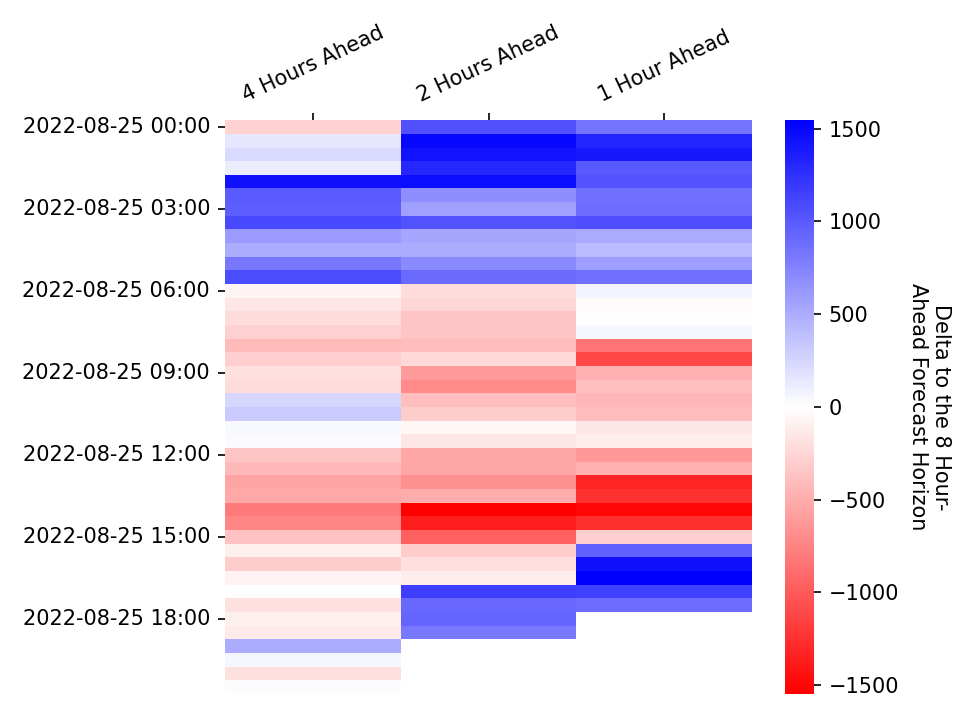 4 Hours Ahead
2 Hours Ahead
1 Hour Ahead
2022-08-25 00:00
2022-08-25 03:00
2022-08-25 06:00
2022-08-25 09:00
2022-08-25 12:00
2022-08-25 15:00
2022-08-25 18:00
1500
1000
500
0
−500
−1000
−1500
Delta to the 8 Hour-
Ahead Forecast Horizon